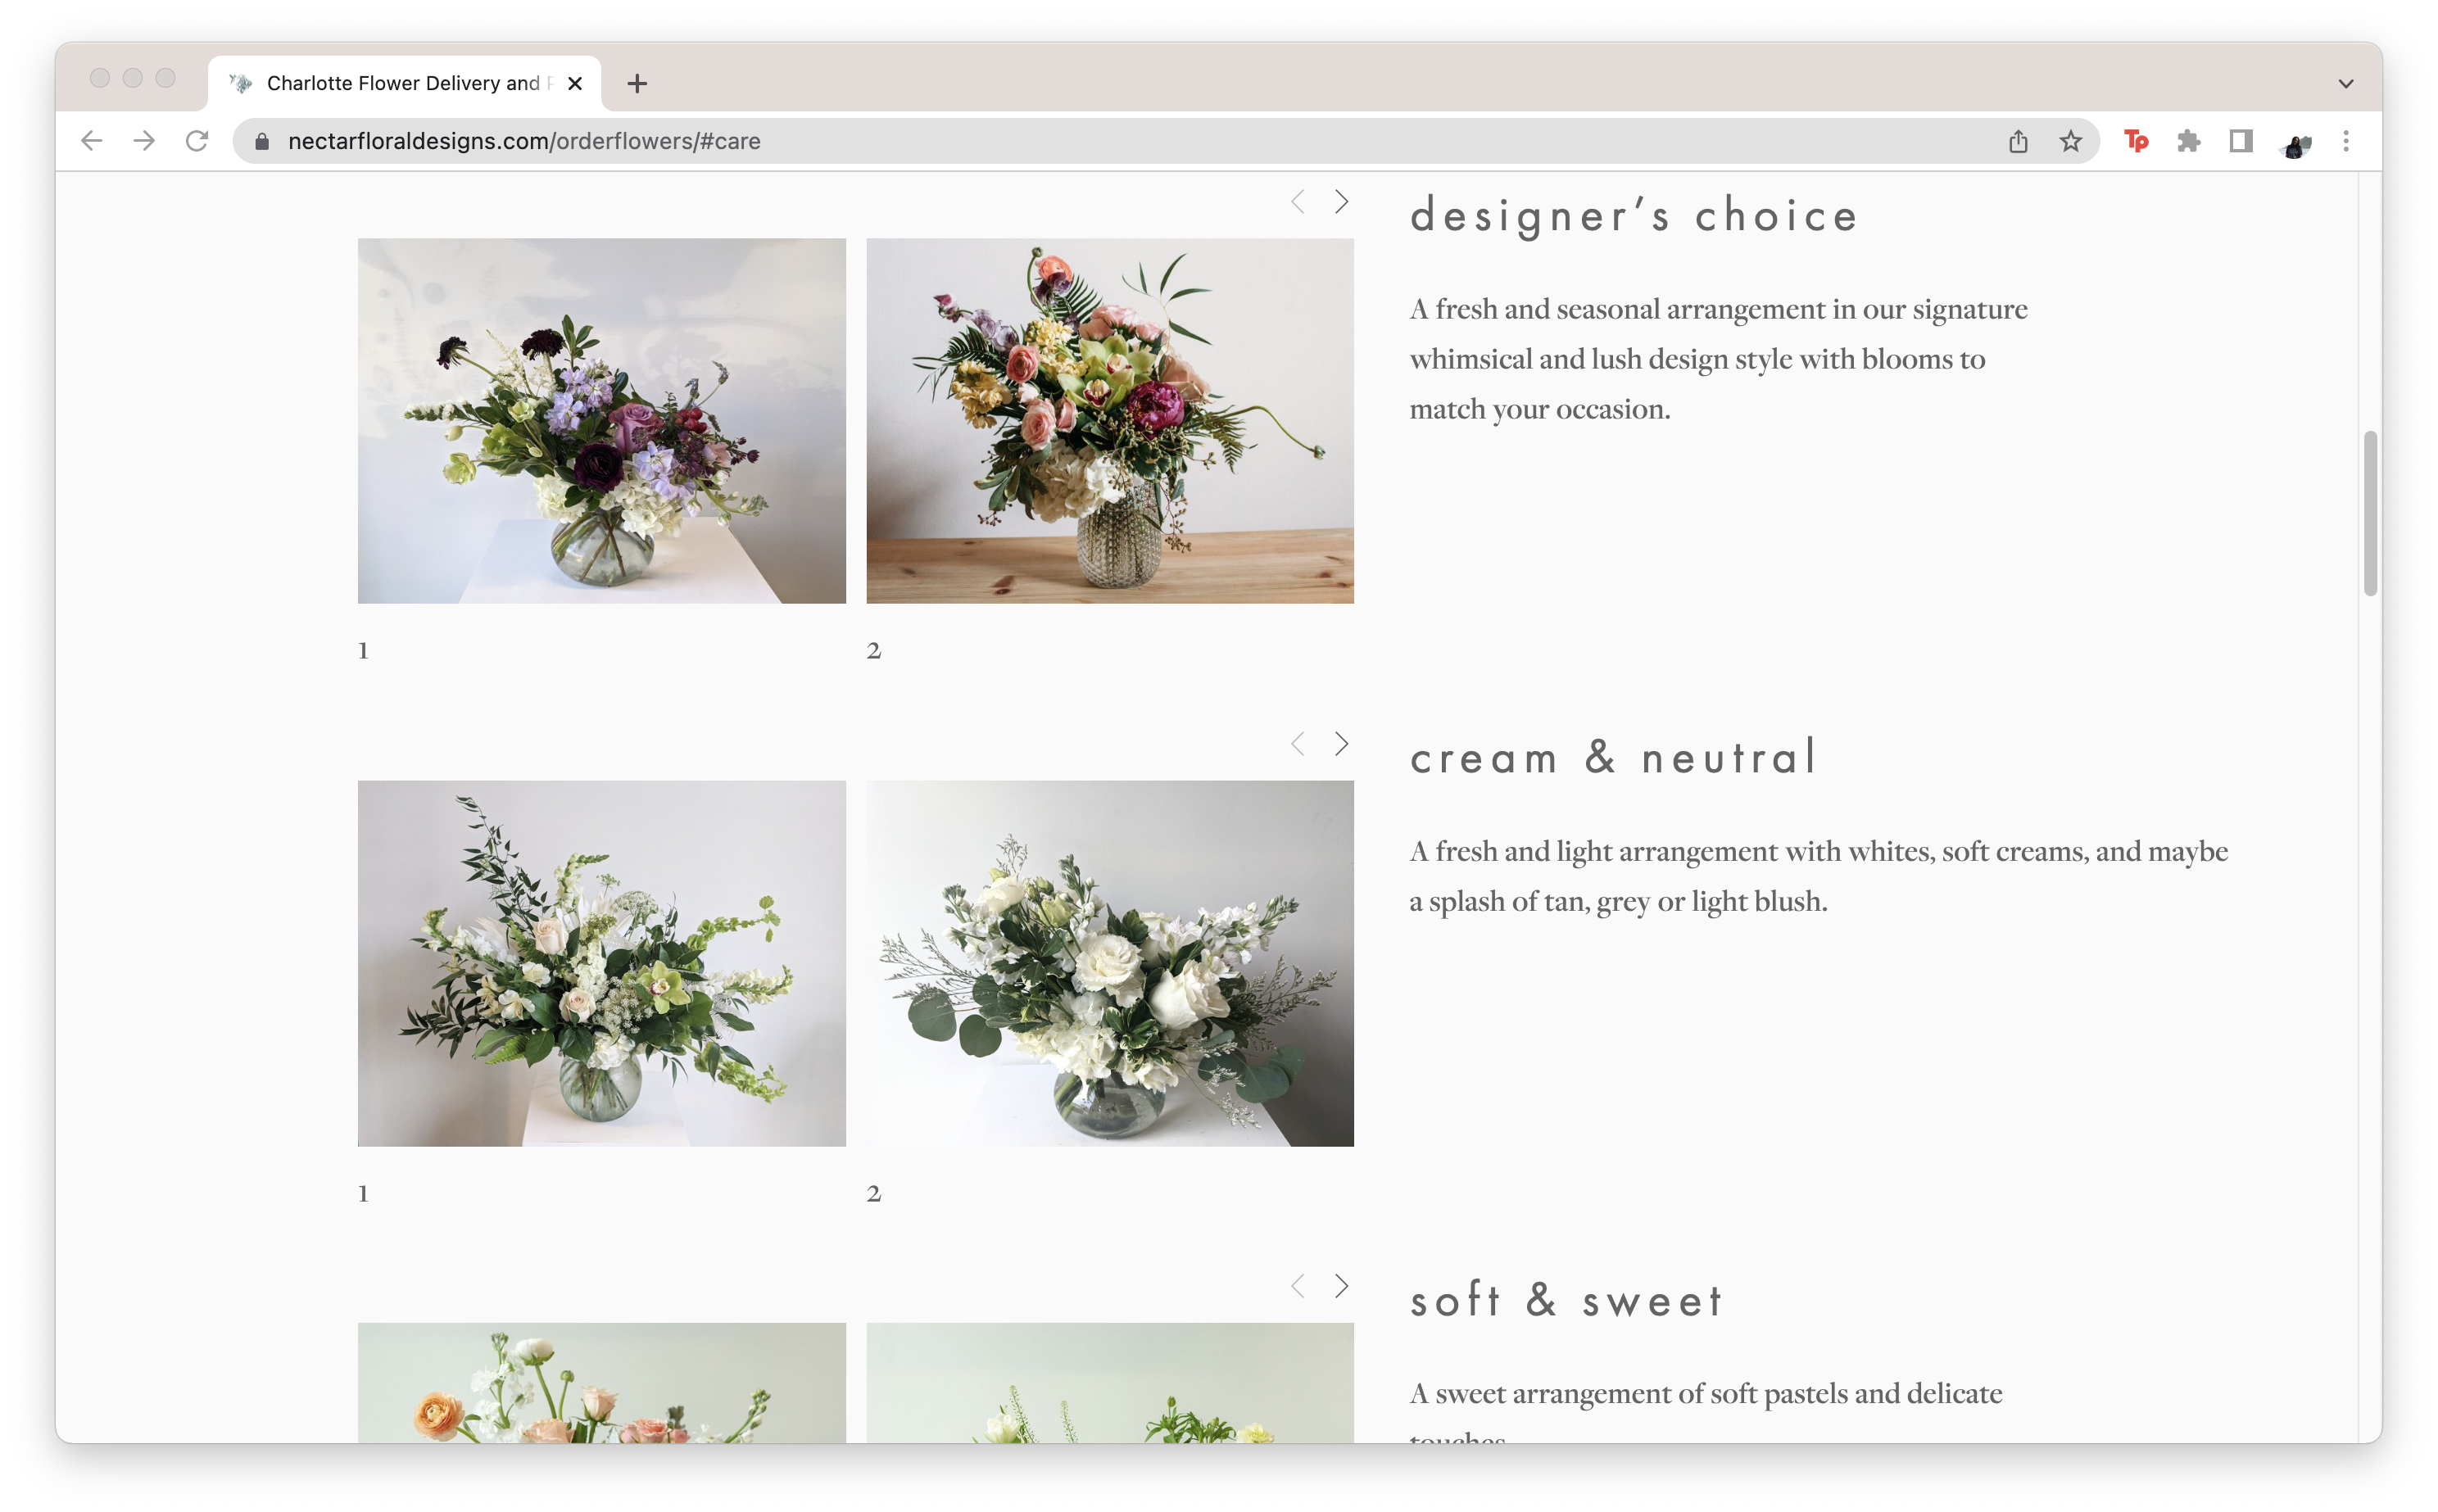 Charlotte Flower Delivery and
nectarfloraldesigns.com/orderflowers/#care
Tp
designer’s choice
A fresh and seasonal arrangement in our signature
whimsical and lush design style with blooms to
match your occasion.
1
2
cream & neutral
A fresh and light arrangement with whites, soft creams, and maybe
a splash of tan, grey or light blush.
1
2
soft & sweet
A sweet arrangement of soft pastels and delicate
touches